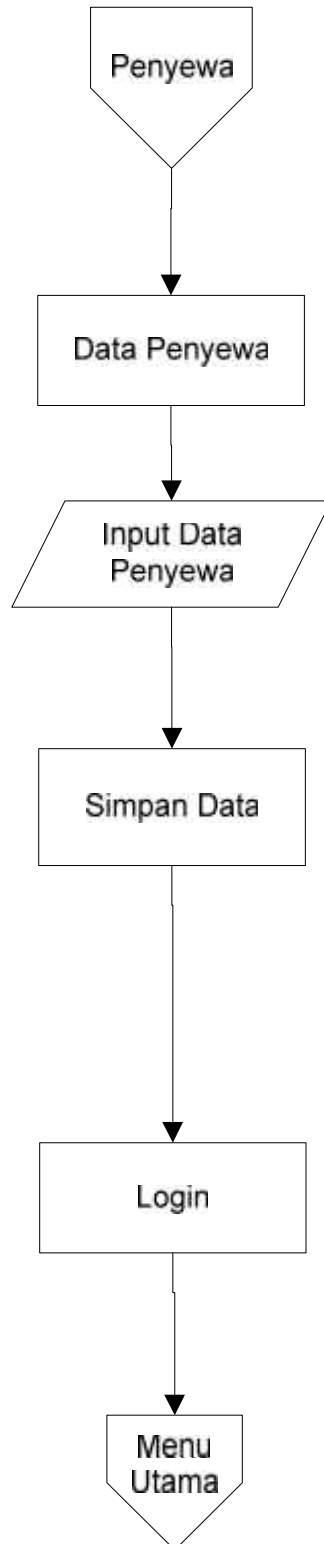 Penyewa
Data Penyewa
Input Data
Penyewa
Simpan Data
Login
Menu
Utama